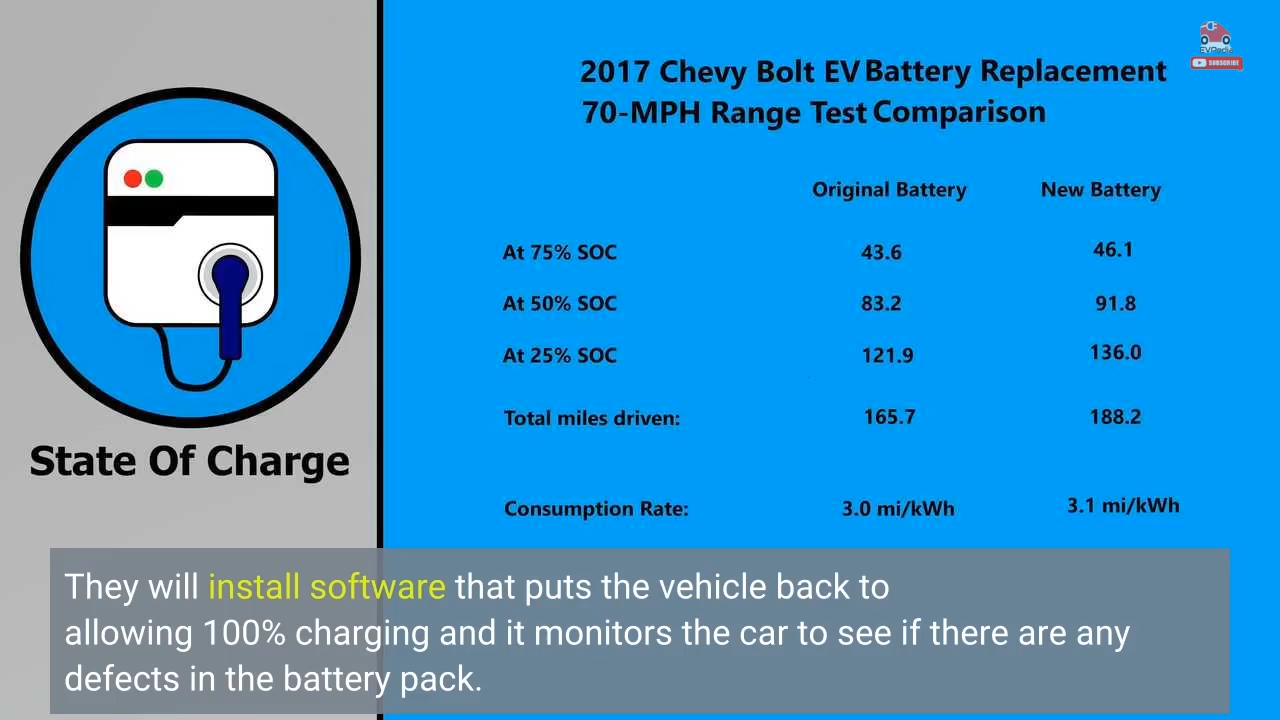 EVPedia
SUBSCRIBE
2017 Chevy Bolt EV Battery Replacement
70-MPH Range Test Comparison
Original Battery New Battery
At 75% SOC 43.6 46.1
At 50% SOC 83.2 91.8
At 25% SOC 121.9 136.0
Total miles driven: 165.7 188.2
Consumption Rate: 3.0 mi/kWh 3.1 mi/kWh
State Of Charge
They will install software that puts the vehicle back to
allowing 100% charging and it monitors the car to see if there are any
defects in the battery pack.